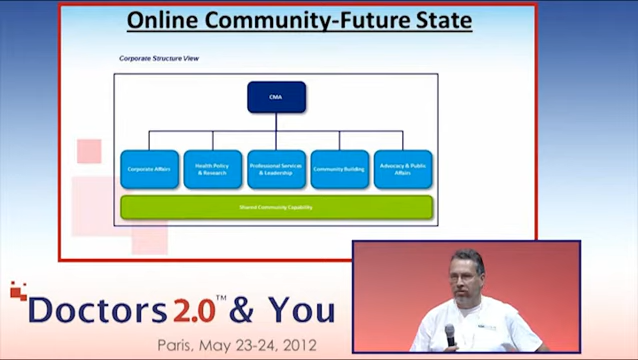 Online Community-Future State
Corporate Structure View
CMA
Corporate Affairs
Health Policy
& Research
Professional Services
& Leadership
Community Building
Advocacy & Public
Affairs
Shared Community Capability
Doctors 2.0™ & You
Paris, May 23-24, 2012